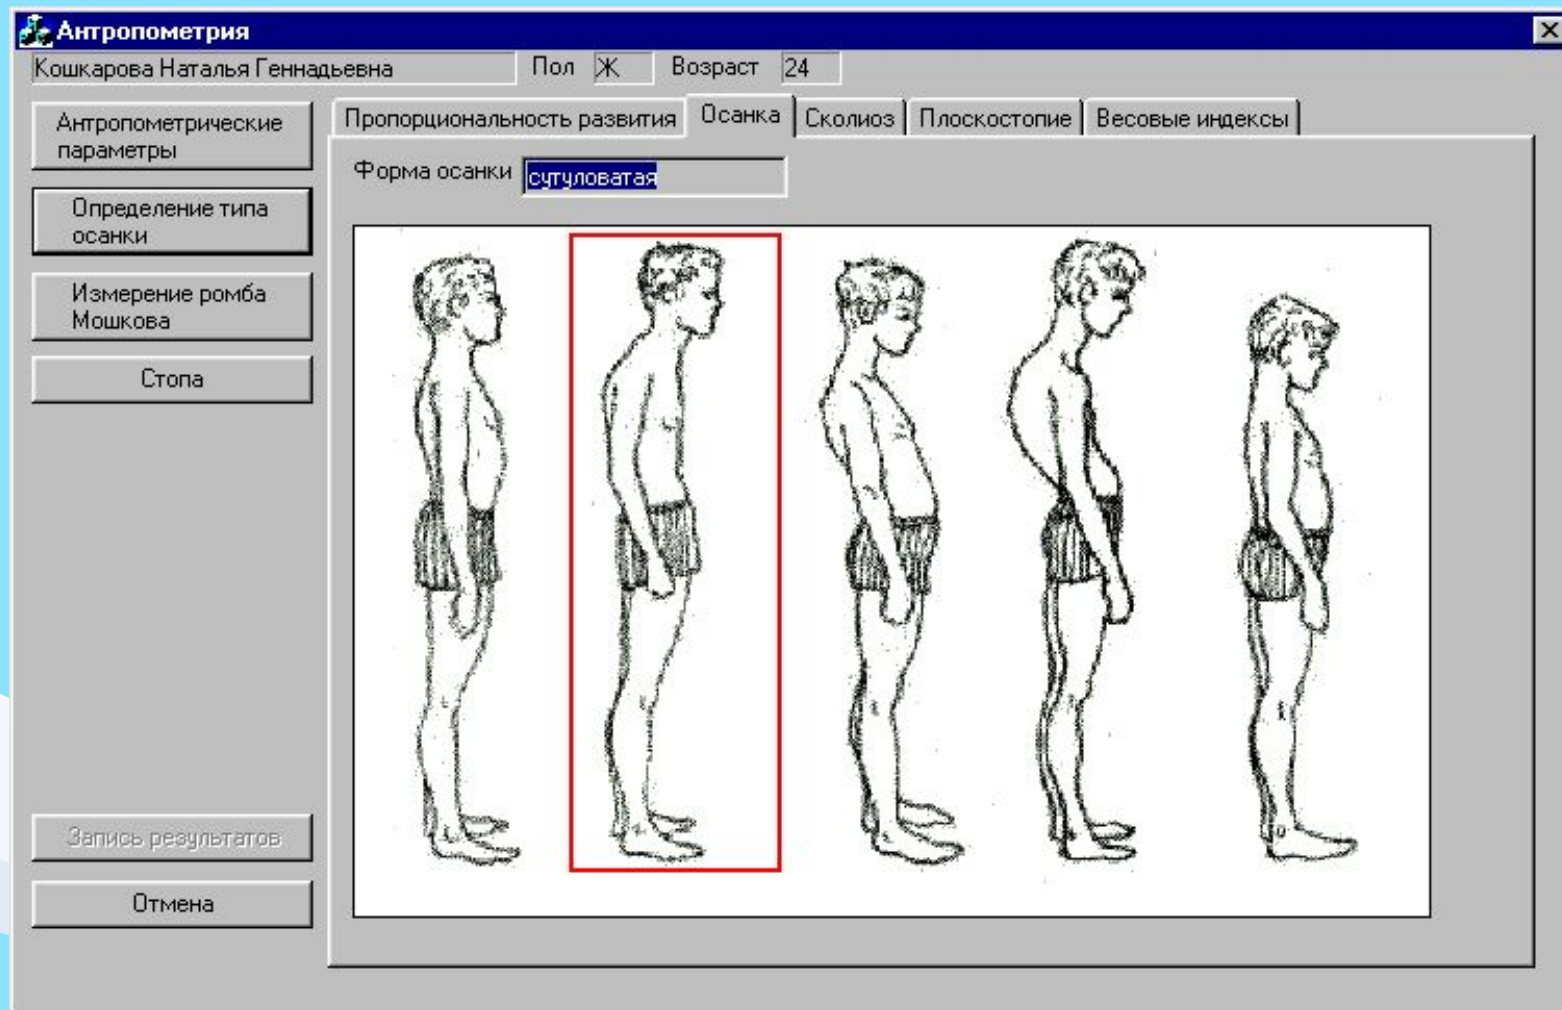 Антропометрия
Кошкарова Наталья Геннадьевна Пол Ж Возраст 24
Антропометрические
параметры
Определение типа
осанки
Измерение ромба
Мошкова
Стопа
Запись результатов
Отмена
Пропорциональность развития Осанка Сколиоз Плоскостопие Весовые индексы
Форма осанки сутуловатая